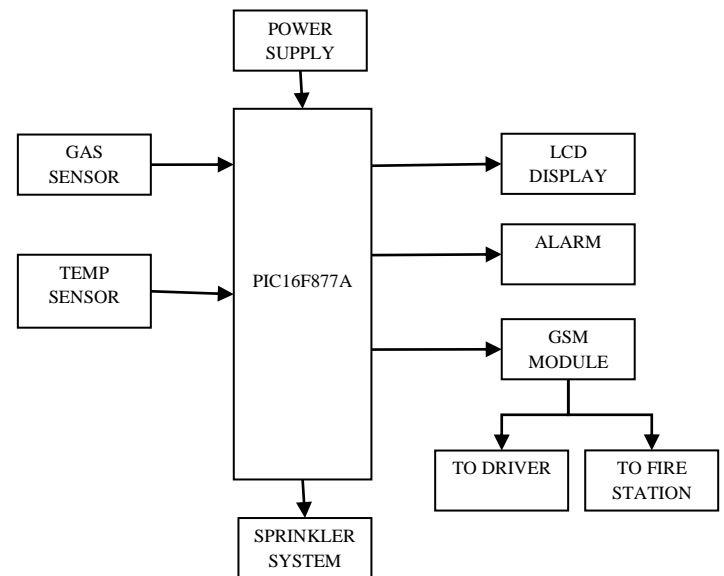 POWER
SUPPLY
GAS
SENSOR
TEMP
SENSOR
PIC16F877A
LCD
DISPLAY
ALARM
GSM
MODULE
TO DRIVER
TO FIRE
STATION
SPRINKLER
SYSTEM